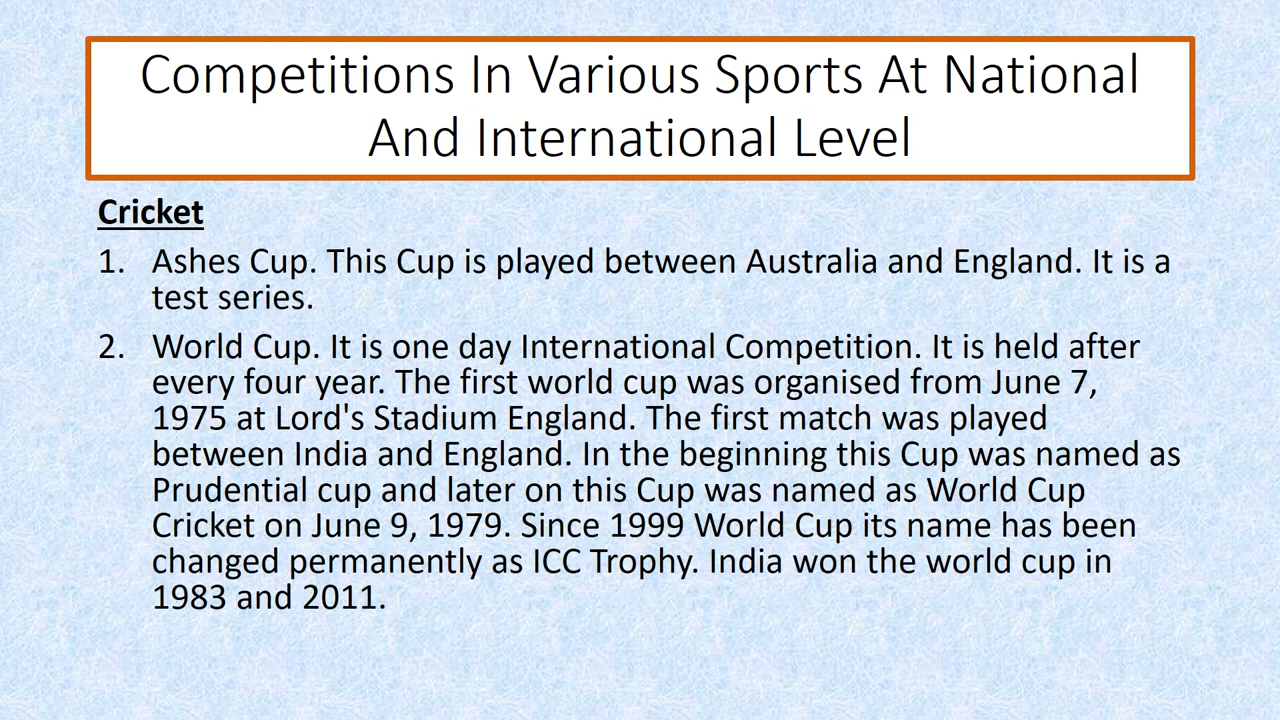 Competitions In Various Sports At National
And International Level
Cricket
1. Ashes Cup. This Cup is played between Australia and England. It is a
test series.
2. World Cup. It is one day International Competition. It is held after
every four year. The first world cup was organised from June 7,
1975 at Lord's Stadium England. The first match was played
between India and England. In the beginning this Cup was named as
Prudential cup and later on this Cup was named as World Cup
Cricket on June 9, 1979. Since 1999 World Cup its name has been
changed permanently as ICC Trophy. India won the world cup in
1983 and 2011.